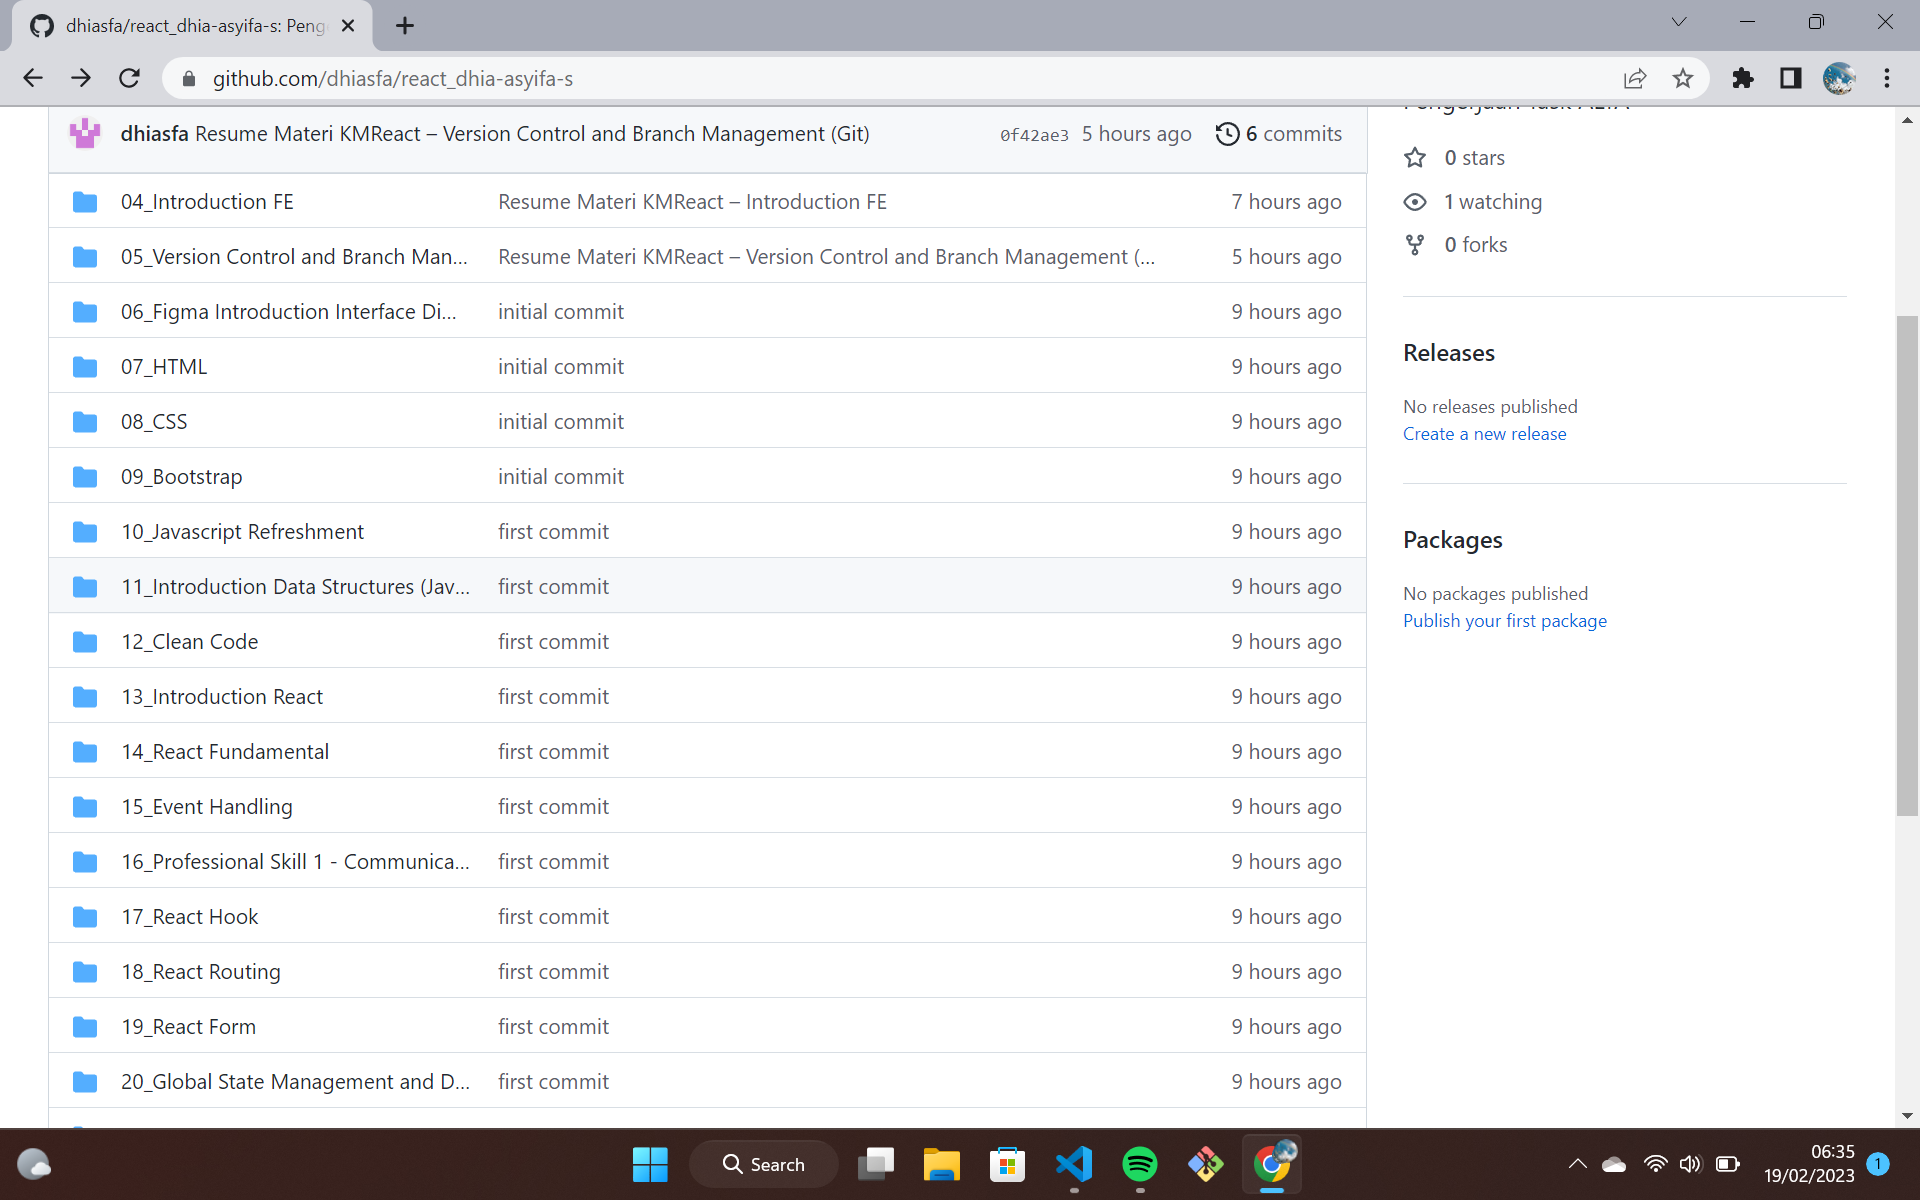 dhiasfa/react_dhia-asyifa-s: Peng
github.com/dhiasfa/react_dhia-asyifa-s
dhiasfa Resume Materi KMReact – Version Control and Branch Management (Git) 0f42ae3 5 hours ago 6 commits
04_Introduction FE Resume Materi KMReact – Introduction FE 7 hours ago
05_Version Control and Branch Man... Resume Materi KMReact – Version Control and Branch Management (... 5 hours ago
06_Figma Introduction Interface Di... initial commit 9 hours ago
07_HTML initial commit 9 hours ago
08_CSS initial commit 9 hours ago
09_Bootstrap initial commit 9 hours ago
10_Javascript Refreshment first commit 9 hours ago
11_Introduction Data Structures (Jav... first commit 9 hours ago
12_Clean Code first commit 9 hours ago
13_Introduction React first commit 9 hours ago
14_React Fundamental first commit 9 hours ago
15_Event Handling first commit 9 hours ago
16_Professional Skill 1 - Communica... first commit 9 hours ago
17_React Hook first commit 9 hours ago
18_React Routing first commit 9 hours ago
19_React Form first commit 9 hours ago
20_Global State Management and D... first commit 9 hours ago
0 stars
1 watching
0 forks
Releases
No releases published
Create a new release
Packages
No packages published
Publish your first package
Search
06:35
19/02/2023
1